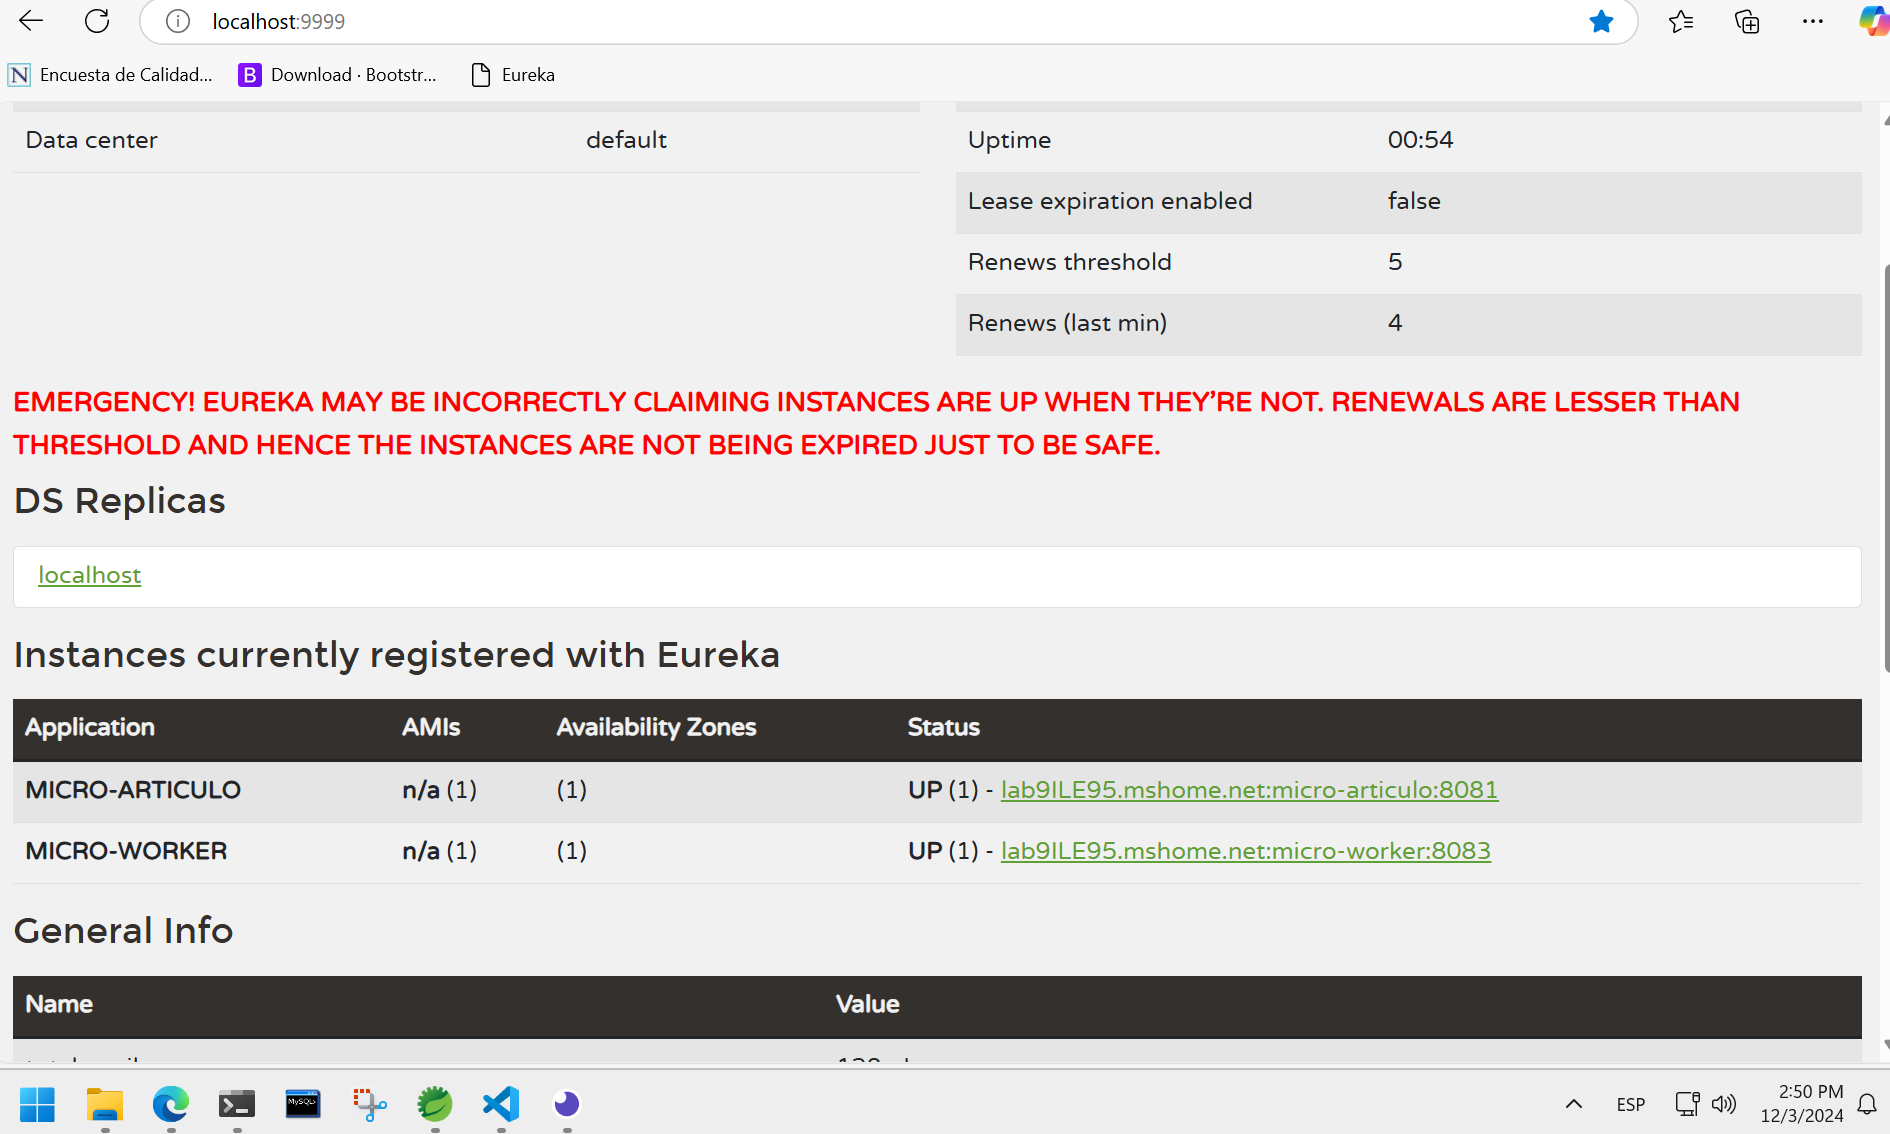 localhost:9999
Encuesta de Calidad...
B Download · Bootstr...
Eureka
Data center default
Uptime 00:54
Lease expiration enabled false
Renews threshold 5
Renews (last min) 4
EMERGENCY! EUREKA MAY BE INCORRECTLY CLAIMING INSTANCES ARE UP WHEN THEY’RE NOT. RENEWALS ARE LESSER THAN
THRESHOLD AND HENCE THE INSTANCES ARE NOT BEING EXPIRED JUST TO BE SAFE.
DS Replicas
localhost
Instances currently registered with Eureka
Application AMIs Availability Zones Status
MICRO-ARTICULO n/a (1) (1) UP (1) - lab9ILE95.mshome.net:micro-articulo:8081
MICRO-WORKER n/a (1) (1) UP (1) - lab9ILE95.mshome.net:micro-worker:8083
General Info
Name Value
MySQL>
ESP
2:50 PM
12/3/2024